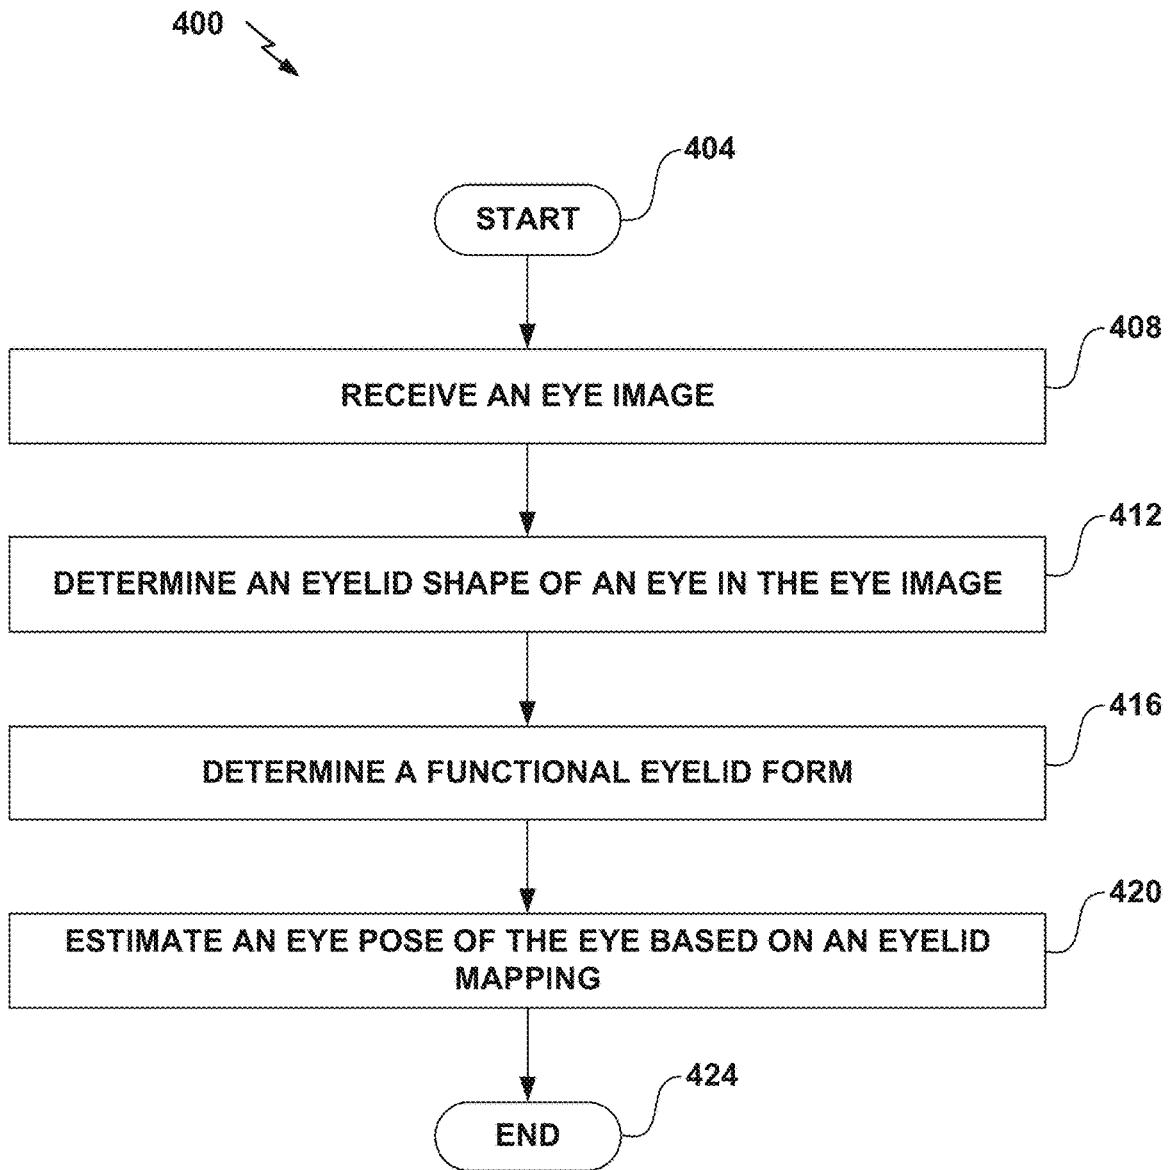 400
404
START
408
RECEIVE AN EYE IMAGE
412
DETERMINE AN EYELID SHAPE OF AN EYE IN THE EYE IMAGE
416
DETERMINE A FUNCTIONAL EYELID FORM
420
ESTIMATE AN EYE POSE OF THE EYE BASED ON AN EYELID
MAPPING
424
END